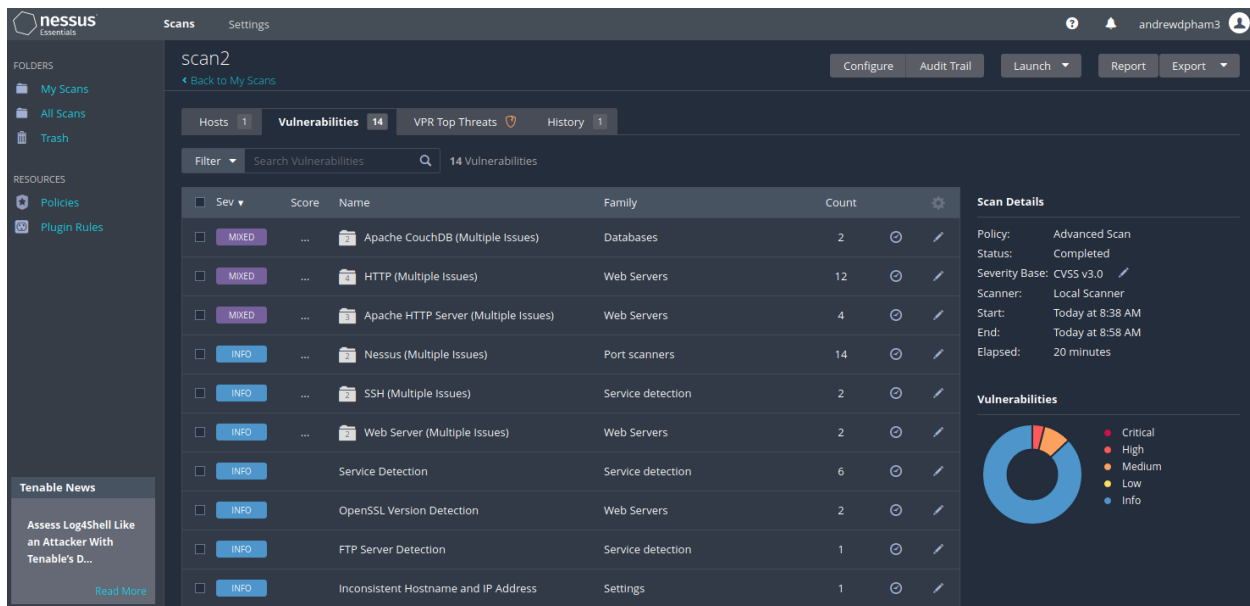 nessus
Essentials
Scans Settings
andrewdpham3
FOLDERS
My Scans
All Scans
Trash
RESOURCES
Policies
Plugin Rules
Tenable News
Assess Log4Shell Like
an Attacker With
Tenable's D...
Read More
scan2
Back to My Scans
Configure Audit Trail Launch Report Export
Hosts 1 Vulnerabilities 14 VPR Top Threats History 1
Filter Search Vulnerabilities 14 Vulnerabilities
Sev Score Name Family Count
MIXED ... 2 Apache CouchDB (Multiple Issues) Databases 2
MIXED ... 4 HTTP (Multiple Issues) Web Servers 12
MIXED ... 3 Apache HTTP Server (Multiple Issues) Web Servers 4
INFO ... 2 Nessus (Multiple Issues) Port scanners 14
INFO ... 2 SSH (Multiple Issues) Service detection 2
INFO ... 2 Web Server (Multiple Issues) Web Servers 2
INFO Service Detection Service detection 6
INFO OpenSSL Version Detection Web Servers 2
INFO FTP Server Detection Service detection 1
INFO Inconsistent Hostname and IP Address Settings 1
Scan Details
Policy: Advanced Scan
Status: Completed
Severity Base: CVSS v3.0
Scanner: Local Scanner
Start: Today at 8:38 AM
End: Today at 8:58 AM
Elapsed: 20 minutes
Vulnerabilities
Critical
High
Medium
Low
Info